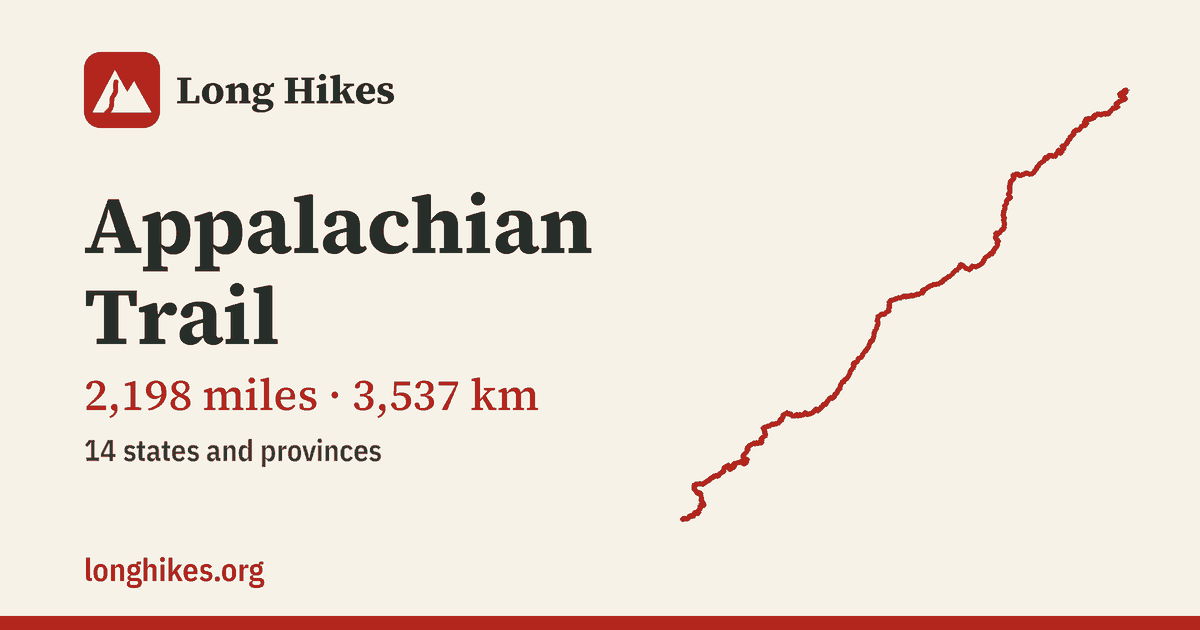 Long Hikes
Appalachian
Trail
2,198 miles · 3,537 km
14 states and provinces
longhikes.org